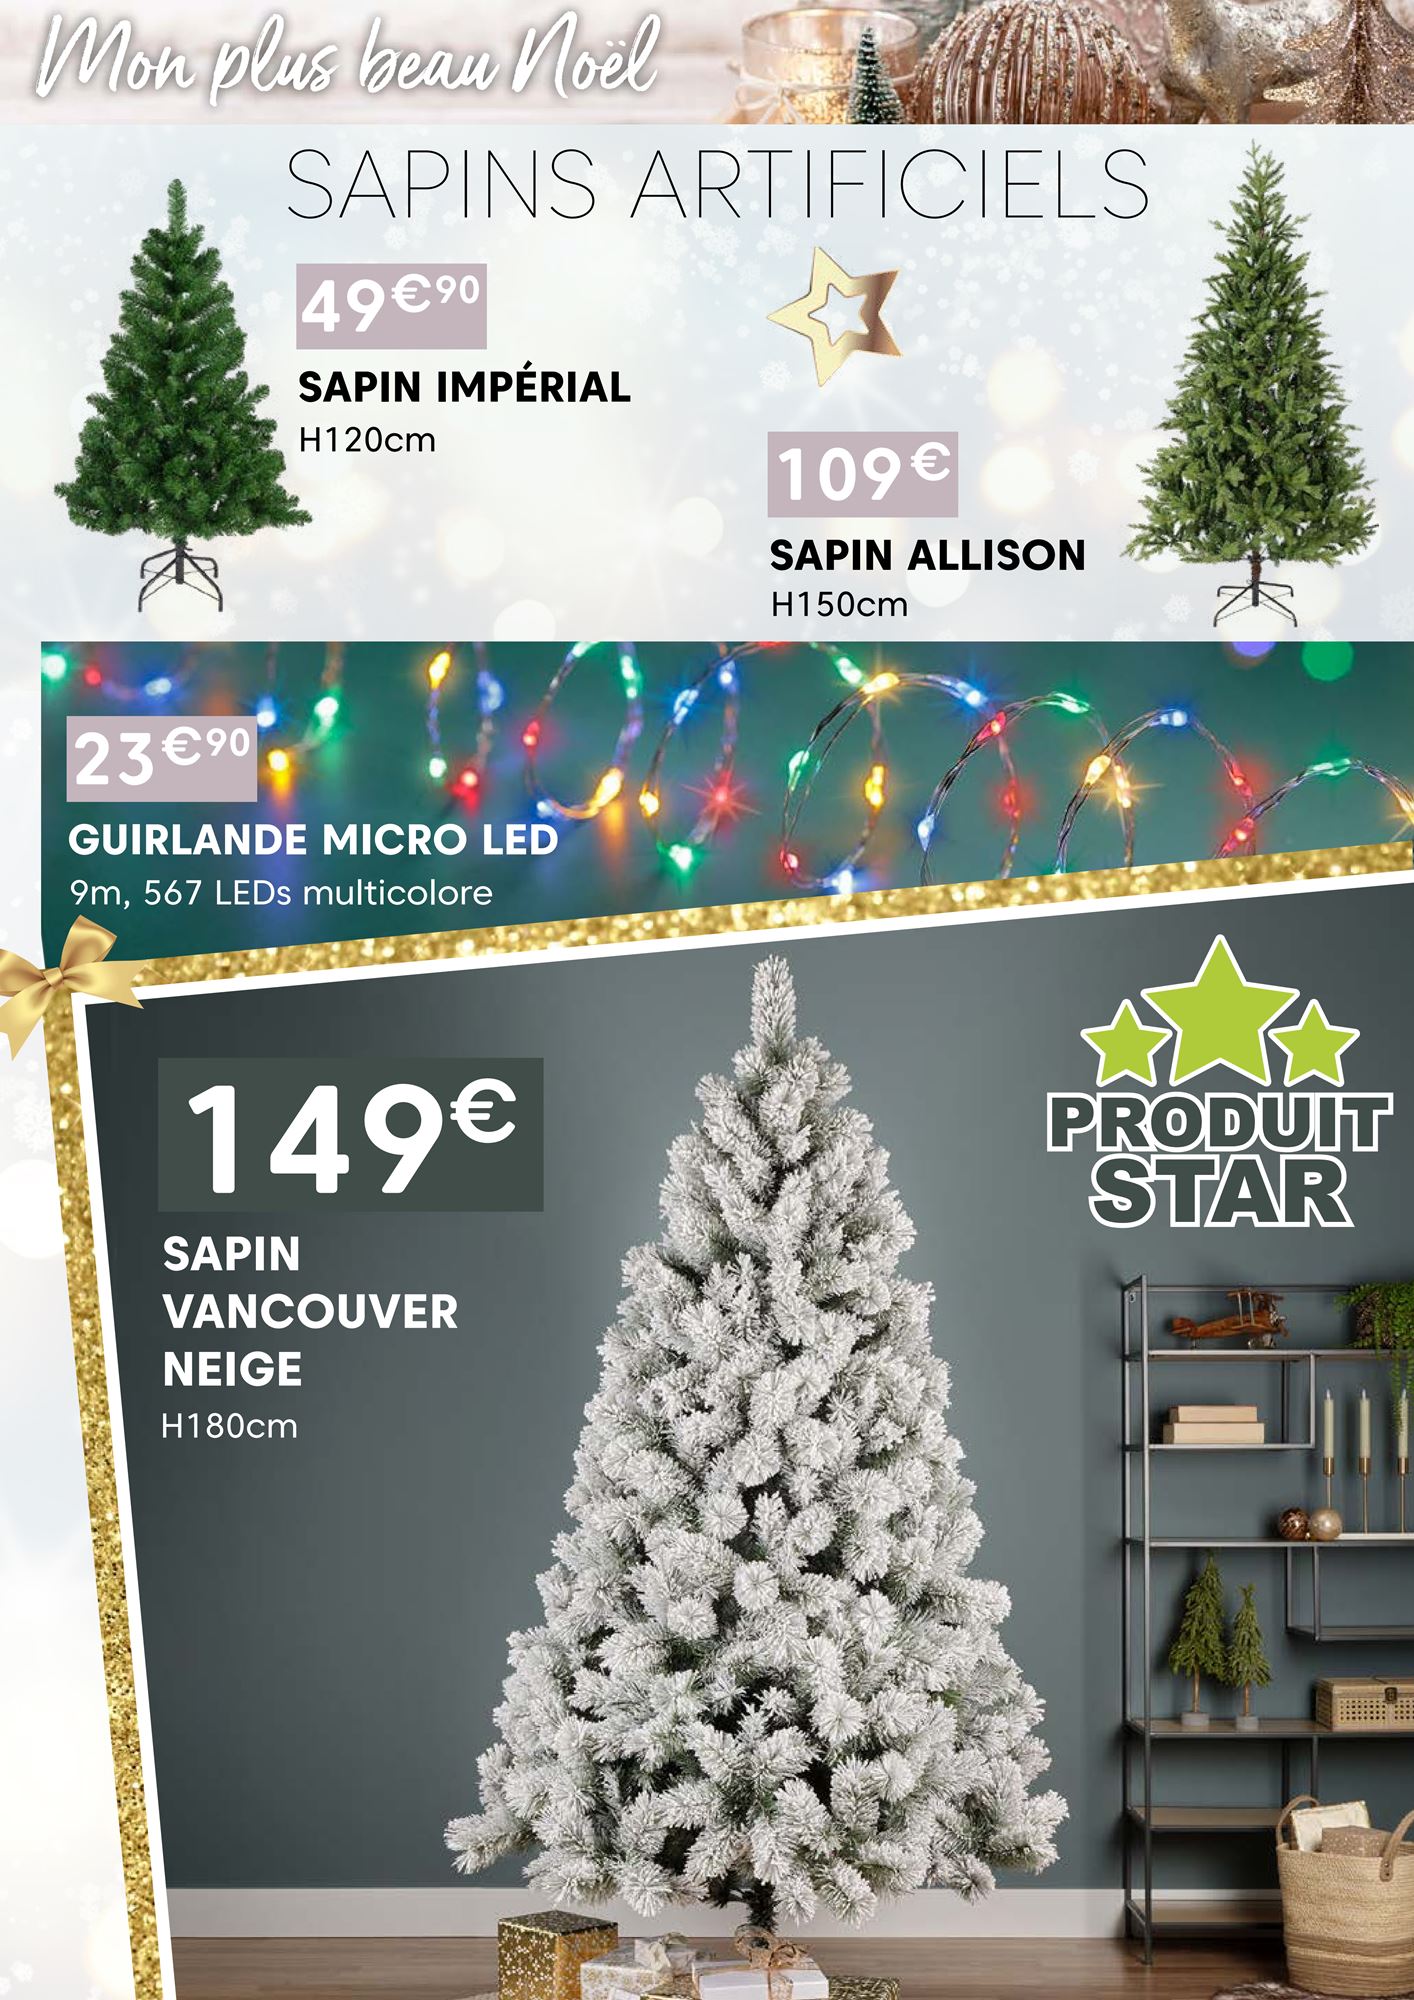 Mon plus beau Noël
SAPINS ARTIFICIELS
49€90
SAPIN IMPÉRIAL
H120cm
109€
SAPIN ALLISON
H150cm
23€90
GUIRLANDE MICRO LED
9m, 567 LEDs multicolore
149€
SAPIN
VANCOUVER
NEIGE
H180cm
PRODUIT
STAR